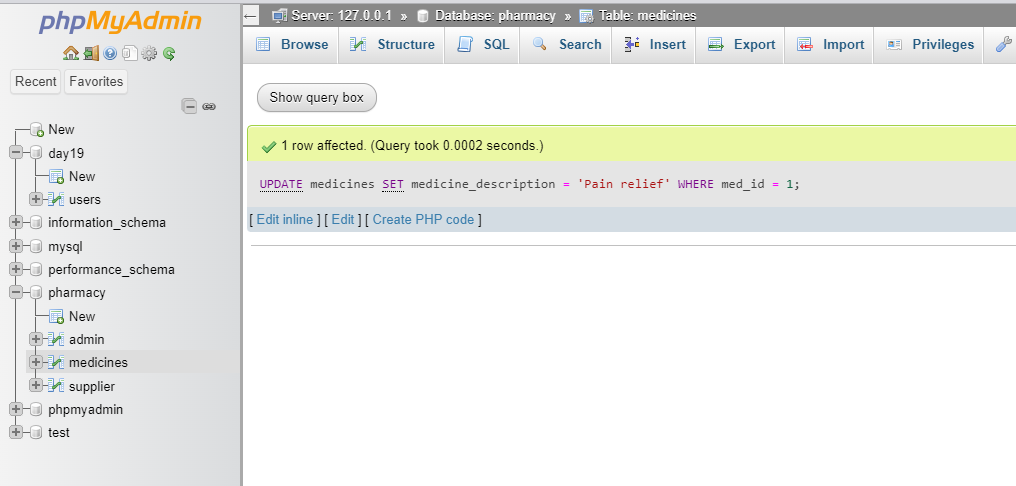 phpMyAdmin
Recent Favorites
New
day19
New
users
information_schema
mysql
performance_schema
pharmacy
New
admin
medicines
supplier
phpmyadmin
test
Server: 127.0.0.1 » Database: pharmacy » Table: medicines
Browse Structure SQL Search Insert Export Import Privileges
Show query box
1 row affected. (Query took 0.0002 seconds.)
UPDATE medicines SET medicine_description = 'Pain relief' WHERE med_id = 1;
[ Edit inline ] [ Edit ] [ Create PHP code ]